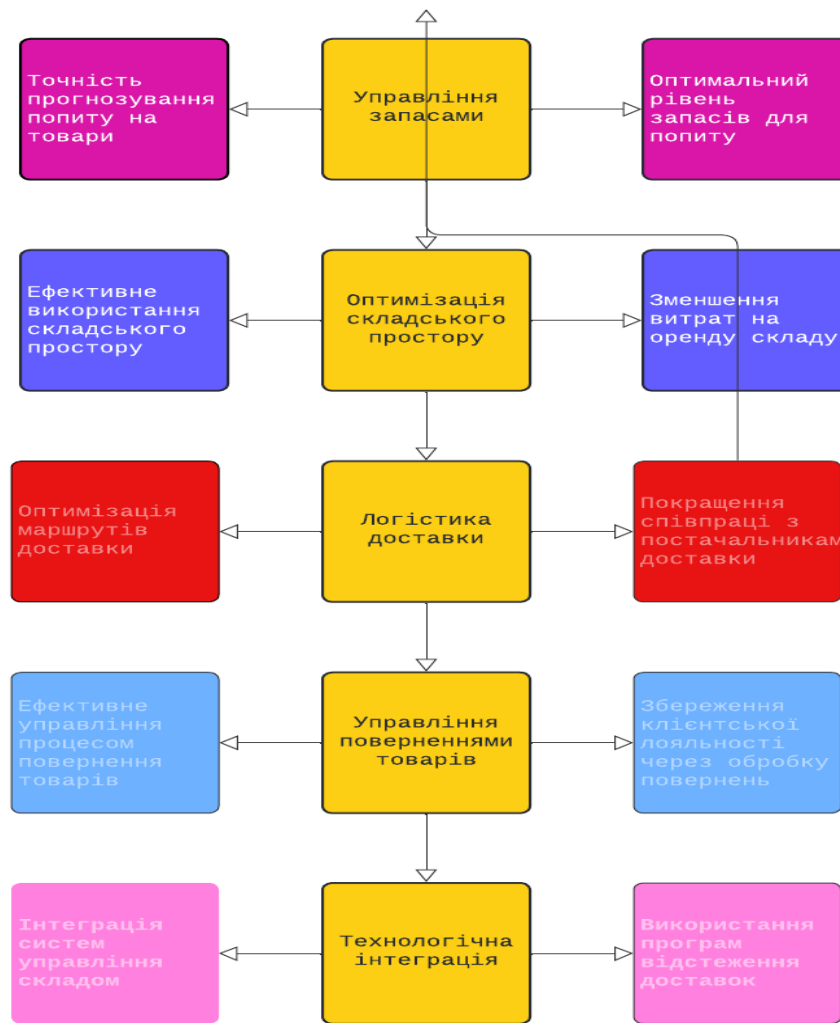 Точність
прогнозування
попиту на
товари
Управління
запасами
Оптимальний
рівень
запасів для
попиту
Ефективне
використання
складського
простору
Оптимізація
складського
простору
Зменшення
витрат на
оренду складу
Оптимізація
маршрутів
доставки
Логістика
доставки
Покращення
співпраці з
постачальникам
доставки
Ефективне
управління
процесом
повернення
товарів
Управління
поверненнями
товарів
Збереження
клієнтської
лояльності
через обробку
повернень
Інтеграція
систем
управління
складом
Технологічна
інтеграція
Використання
програм
відстеження
доставок